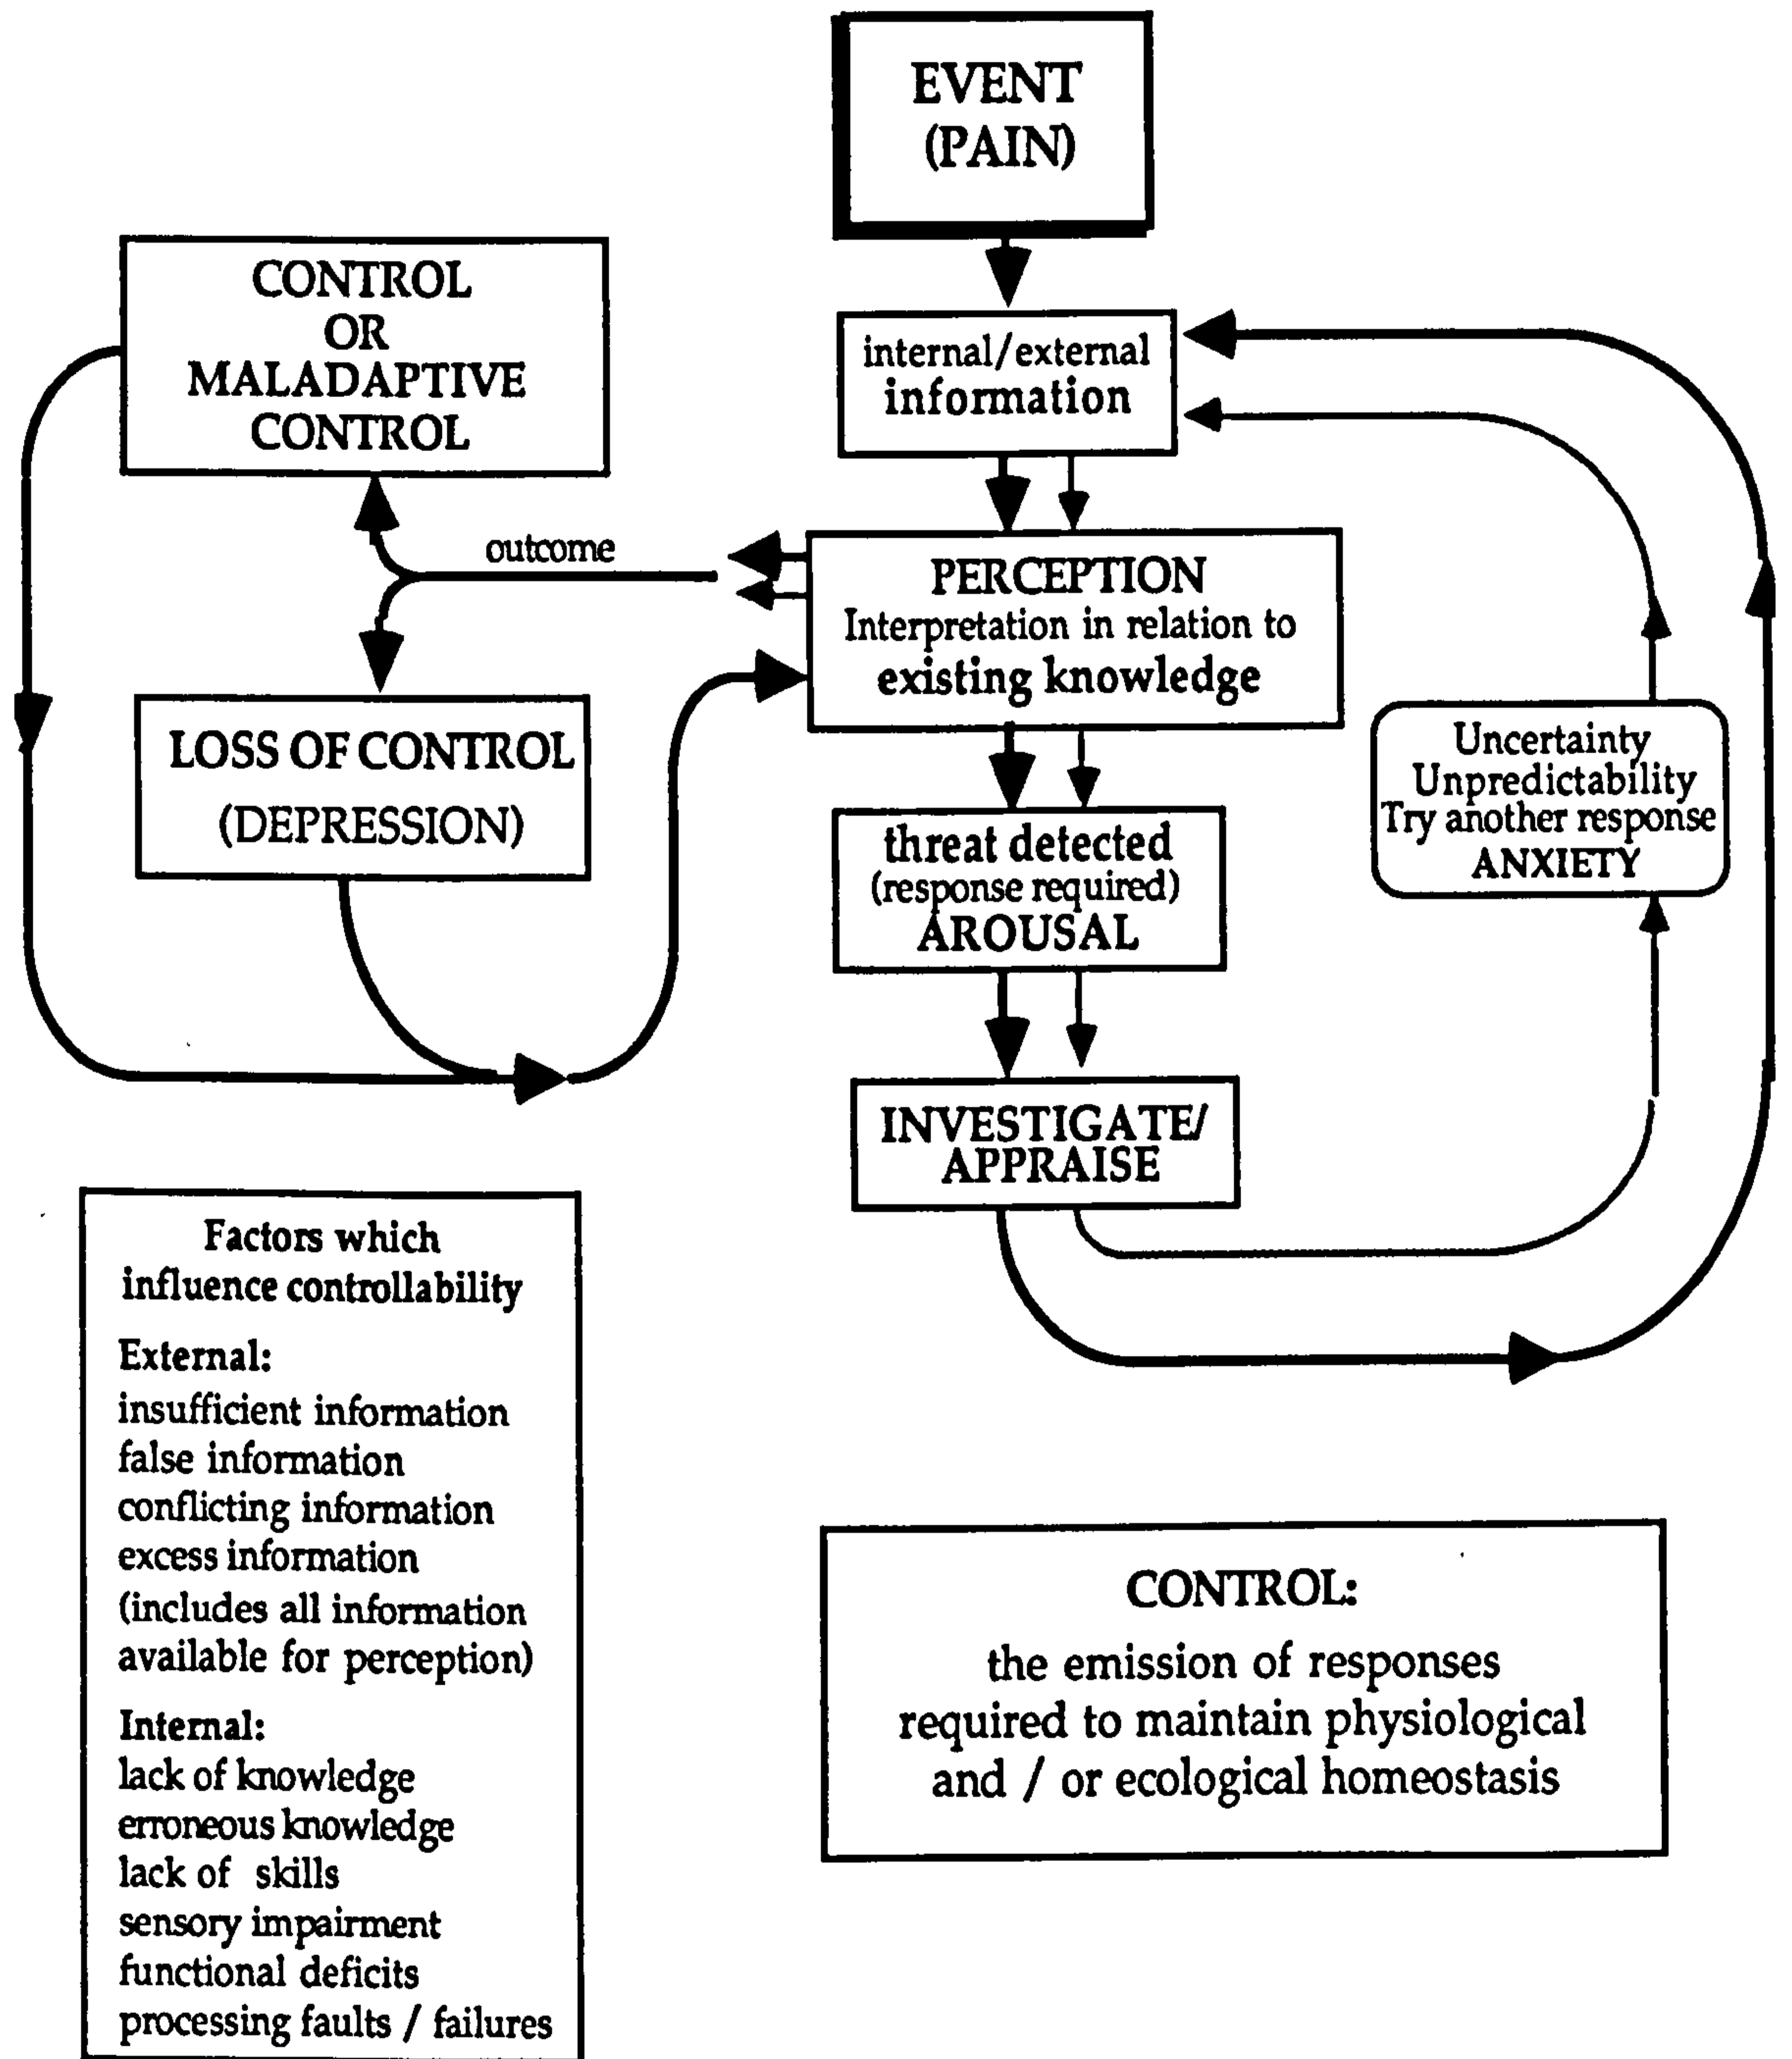 EVENT
(PAIN)
internal/external
information
PERCEPTION
Interpretation in relation to
existing knowledge
threat detected
(response required)
AROUSAL
INVESTIGATE/
APPRAISE
Uncertainty
Unpredictability
Try another response
ANXIETY
outcome
CONTROL
OR
MALADAPTIVE
CONTROL
LOSS OF CONTROL
(DEPRESSION)
Factors which
influence controllability
External:
insufficient information
false information
conflicting information
excess information
(includes all information
available for perception)
Internal:
lack of knowledge
erroneous knowledge
lack of skills
sensory impairment
functional deficits
processing faults / failures
CONTROL:
the emission of responses
required to maintain physiological
and / or ecological homeostasis